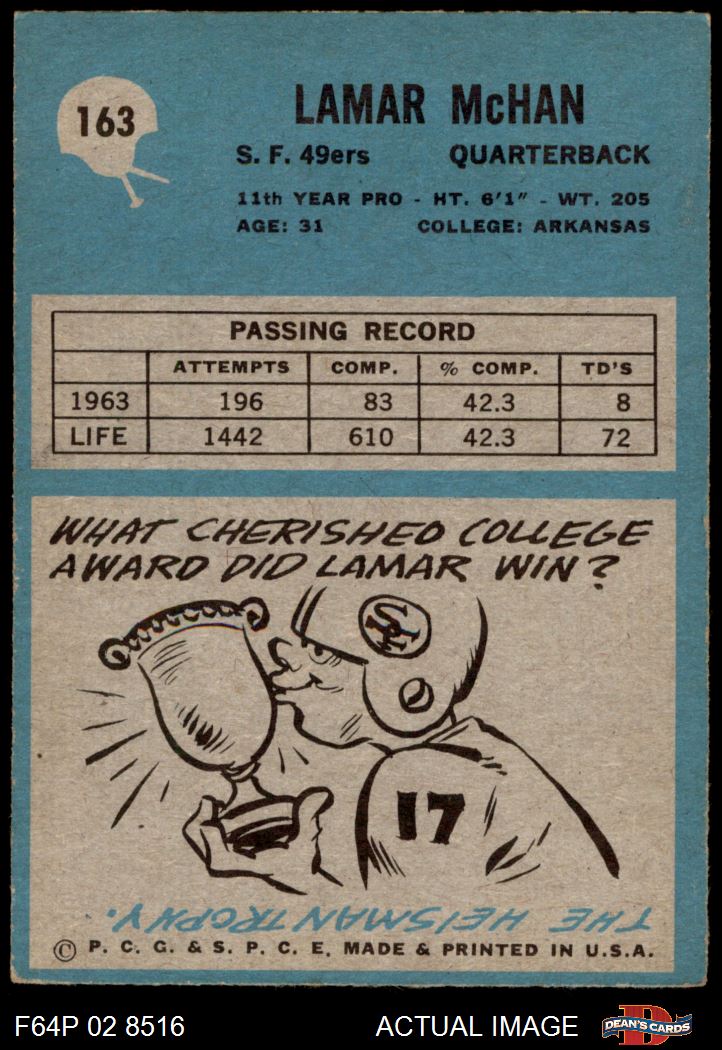 163
LAMAR McHAN
S. F. 49ers QUARTERBACK
11th YEAR PRO - HT. 6'1" - WT. 205
AGE: 31 COLLEGE: ARKANSAS
PASSING RECORD
ATTEMPTS COMP. % COMP. TD'S
1963 196 83 42.3 8
LIFE 1442 610 42.3 72
WHAT CHERISHED COLLEGE
AWARD DID LAMAR WIN?
SF
17
THE HEISMAN TROPHY.
© P. C. G. & S. P. C. E. MADE & PRINTED IN U.S.A.
F64P 02 8516 ACTUAL IMAGE D DEAN'S CARDS